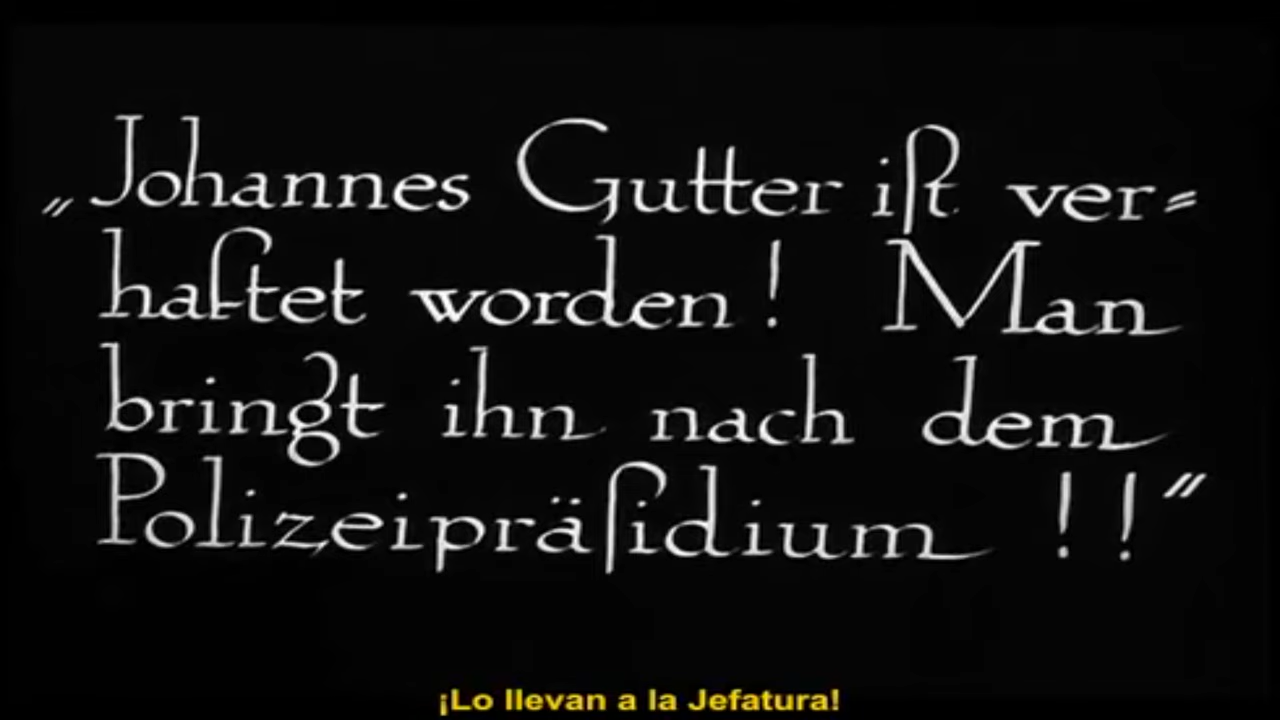 „Johannes Gutter iſt ver⸗
haftet worden! Man
bringt ihn nach dem
Polizeipräſidium !!"
¡Lo llevan a la Jefatura!